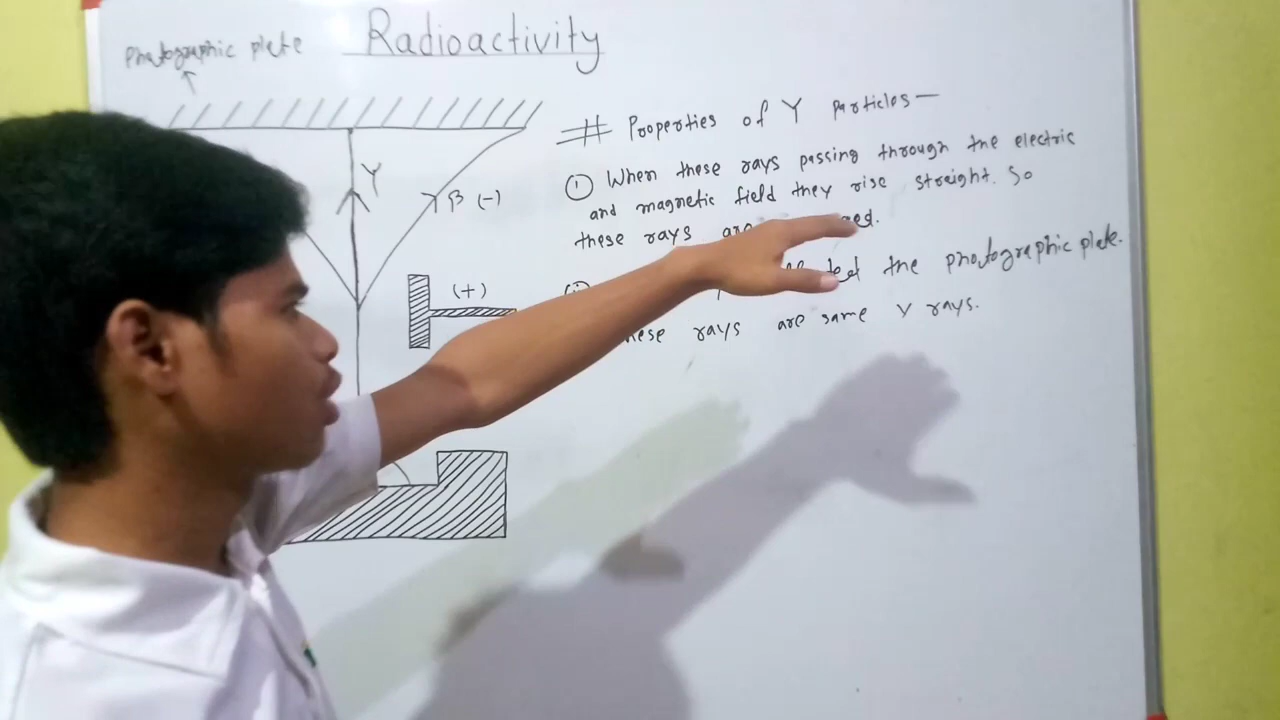 Radioactivity
Photographic plate
γ
β (-)
(+)
# Properties of γ Particles —
① When these rays passing through the electric
and magnetic field they rise straight. So
these rays are
the photographic plate.
rays are same γ rays.